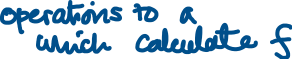 operations to a
which calculate f